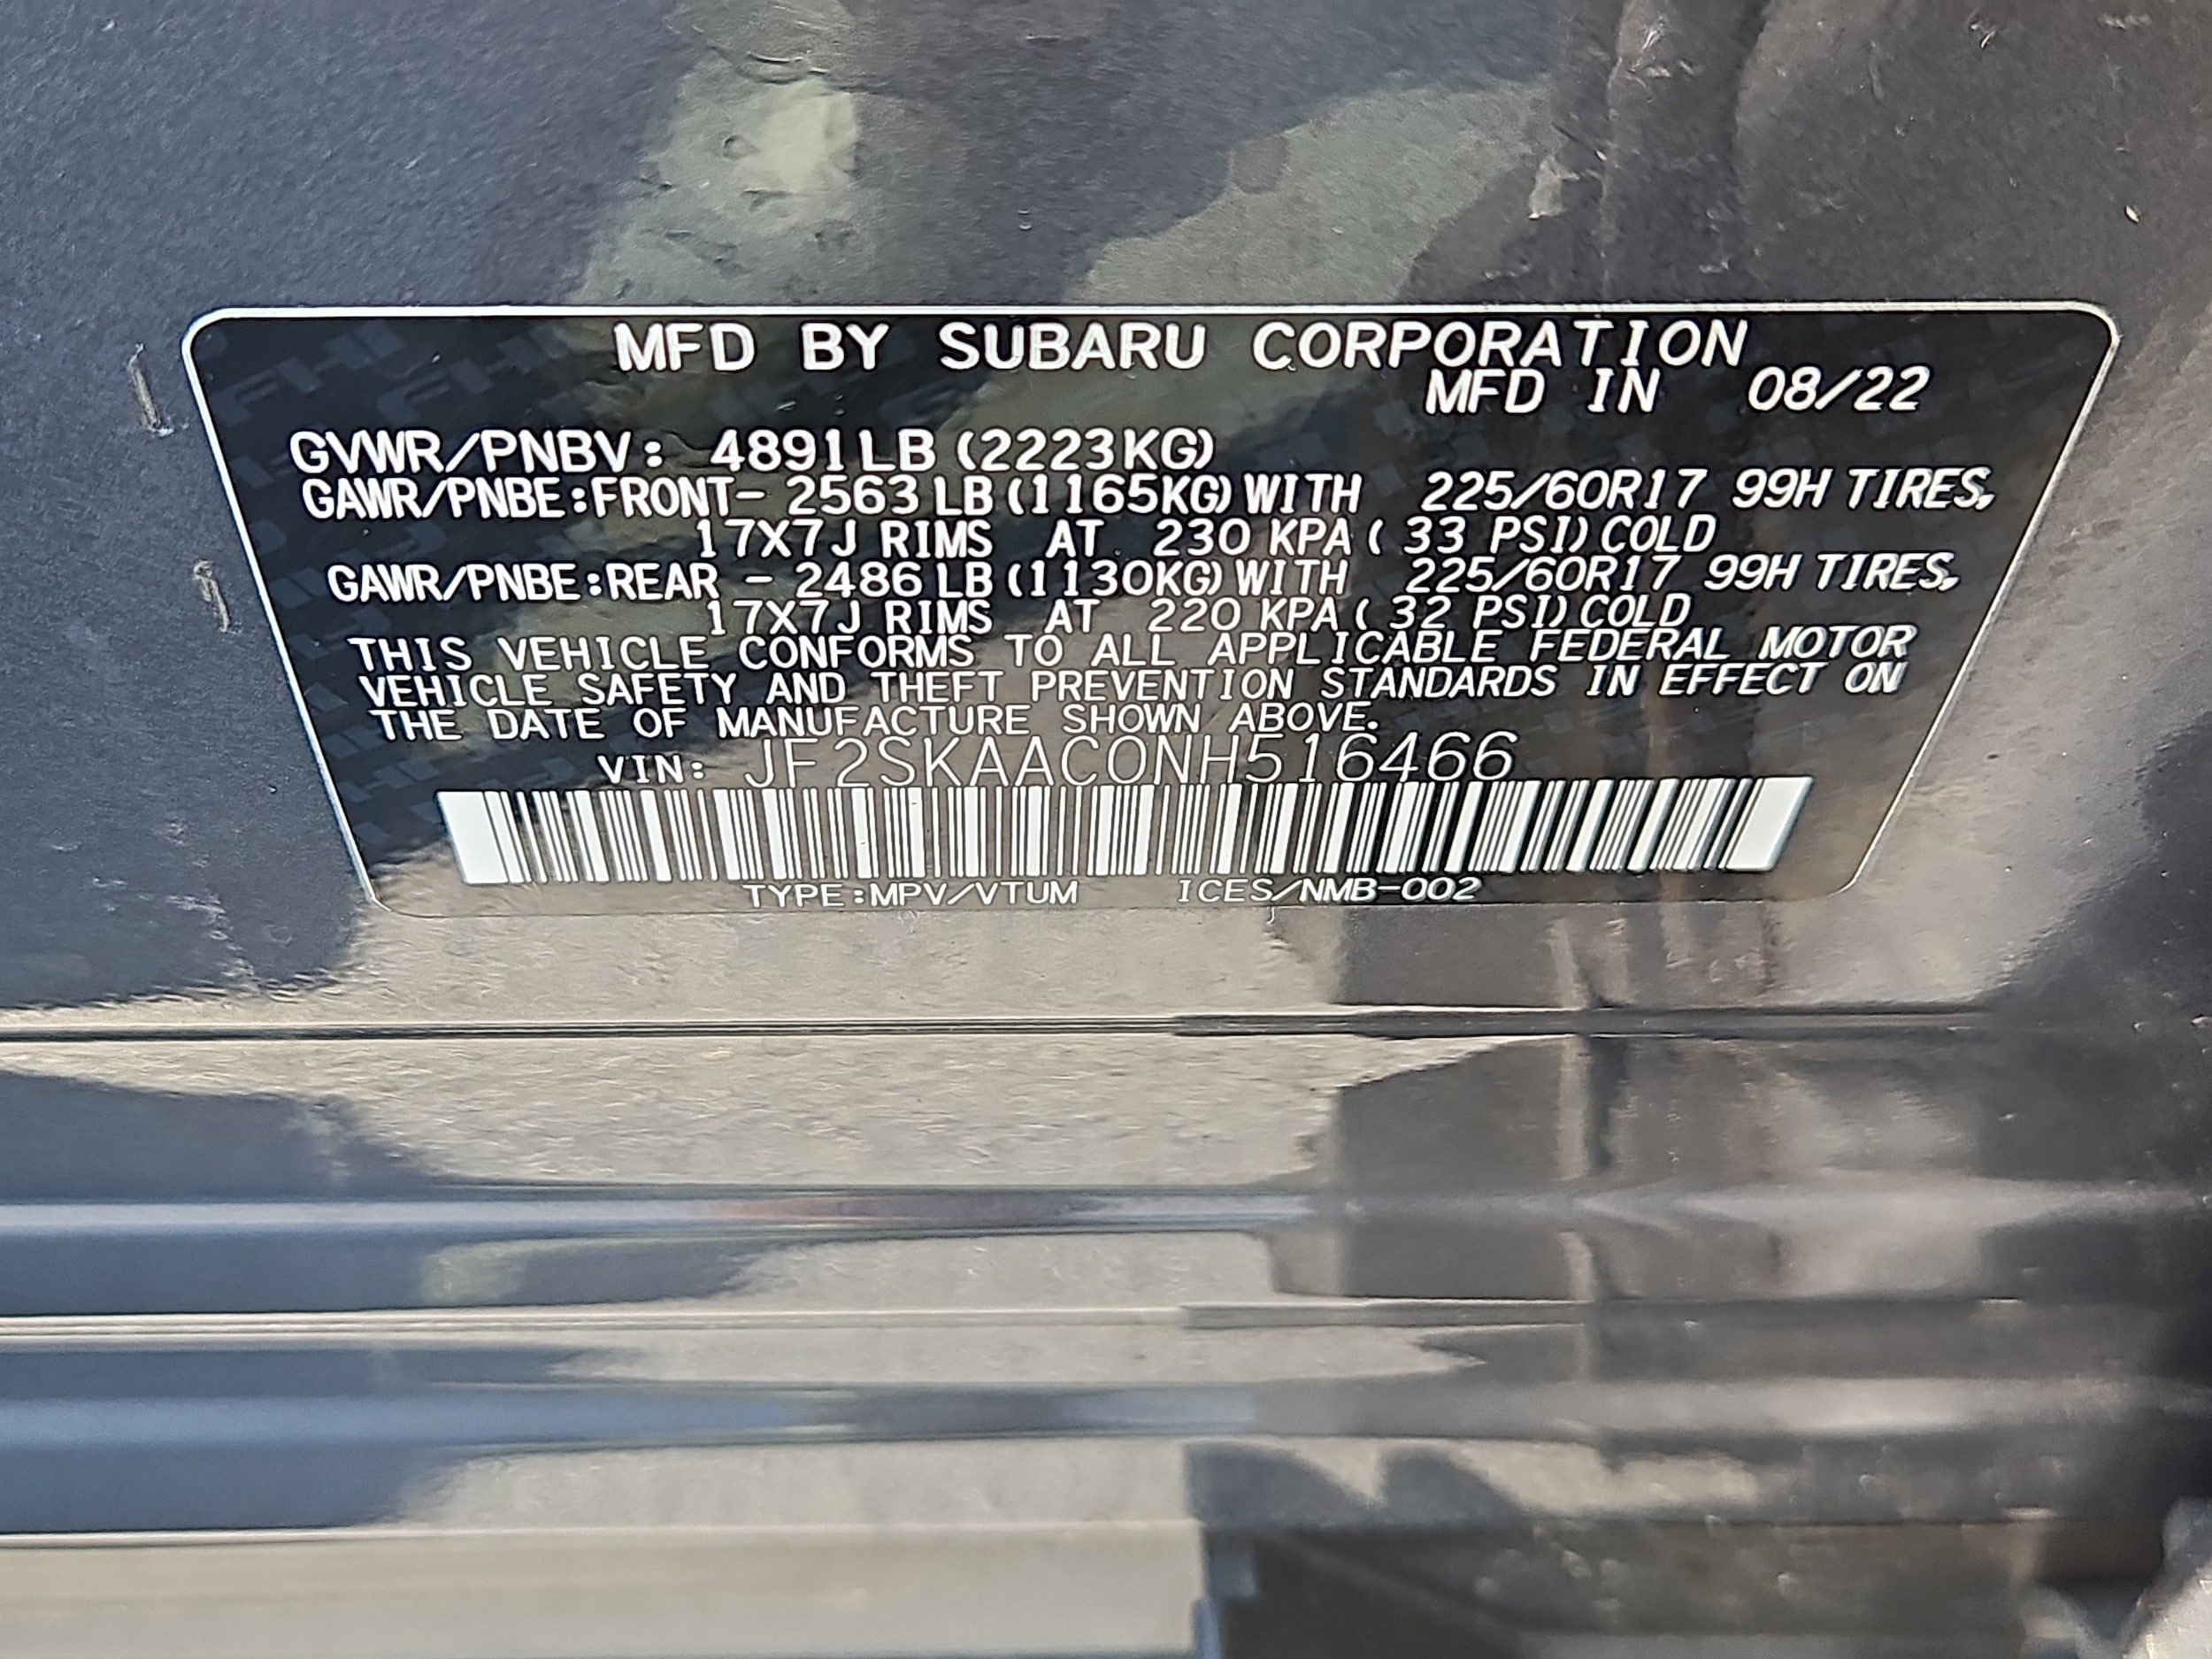 MFD BY SUBARU CORPORATION
MFD IN 08/22
GVWR/PNBV: 4891LB (2223KG)
GAWR/PNBE:FRONT- 2563 LB (1165KG) WITH 225/60R17 99H TIRES,
17X7J RIMS AT 230 KPA ( 33 PSI) COLD
GAWR/PNBE:REAR - 2486 LB (1130KG) WITH 225/60R17 99H TIRES,
17X7J RIMS AT 220 KPA ( 32 PSI) COLD
THIS VEHICLE CONFORMS TO ALL APPLICABLE FEDERAL MOTOR
VEHICLE SAFETY AND THEFT PREVENTION STANDARDS IN EFFECT ON
THE DATE OF MANUFACTURE SHOWN ABOVE.
VIN: JF2SKAAC0NH516466
TYPE:MPV/VTUM ICES/NMB-002